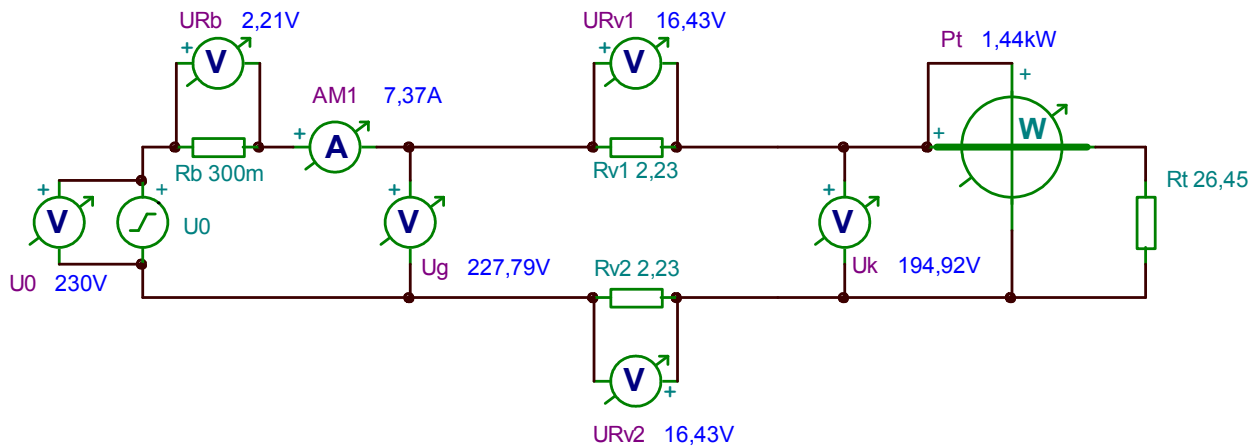 URb 2,21V
URv1 16,43V
Pt 1,44kW
+
V
+
V
+
AM1 7,37A
+
A
+
W
Rb 300m
Rv1 2,23
Rt 26,45
+
V
+
U0
+
V
+
V
U0 230V
Ug 227,79V
Rv2 2,23
Uk 194,92V
V
+
URv2 16,43V